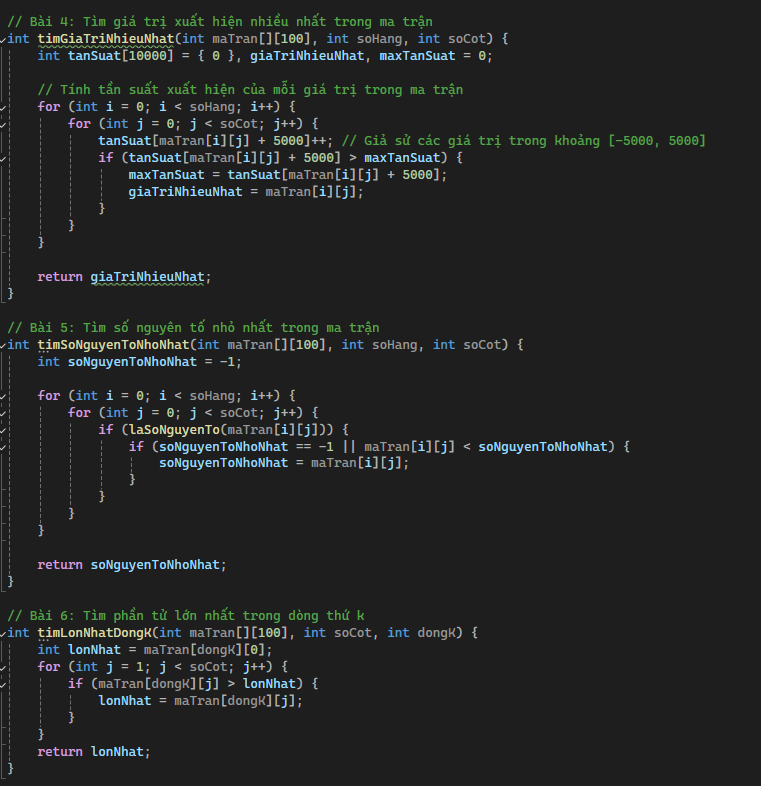 // Bài 4: Tìm giá trị xuất hiện nhiều nhất trong ma trận
int timGiaTriNhieuNhat(int maTran[][100], int soHang, int soCot) {
    int tanSuat[10000] = { 0 }, giaTriNhieuNhat, maxTanSuat = 0;

    // Tính tần suất xuất hiện của mỗi giá trị trong ma trận
    for (int i = 0; i < soHang; i++) {
        for (int j = 0; j < soCot; j++) {
            tanSuat[maTran[i][j] + 5000]++; // Giả sử các giá trị trong khoảng [-5000, 5000]
            if (tanSuat[maTran[i][j] + 5000] > maxTanSuat) {
                maxTanSuat = tanSuat[maTran[i][j] + 5000];
                giaTriNhieuNhat = maTran[i][j];
            }
        }
    }

    return giaTriNhieuNhat;
}

// Bài 5: Tìm số nguyên tố nhỏ nhất trong ma trận
int timSoNguyenToNhoNhat(int maTran[][100], int soHang, int soCot) {
    int soNguyenToNhoNhat = -1;

    for (int i = 0; i < soHang; i++) {
        for (int j = 0; j < soCot; j++) {
            if (laSoNguyenTo(maTran[i][j])) {
                if (soNguyenToNhoNhat == -1 || maTran[i][j] < soNguyenToNhoNhat) {
                    soNguyenToNhoNhat = maTran[i][j];
                }
            }
        }
    }

    return soNguyenToNhoNhat;
}

// Bài 6: Tìm phần tử lớn nhất trong dòng thứ k
int timLonNhatDongK(int maTran[][100], int soCot, int dongK) {
    int lonNhat = maTran[dongK][0];
    for (int j = 1; j < soCot; j++) {
        if (maTran[dongK][j] > lonNhat) {
            lonNhat = maTran[dongK][j];
        }
    }
    return lonNhat;
}